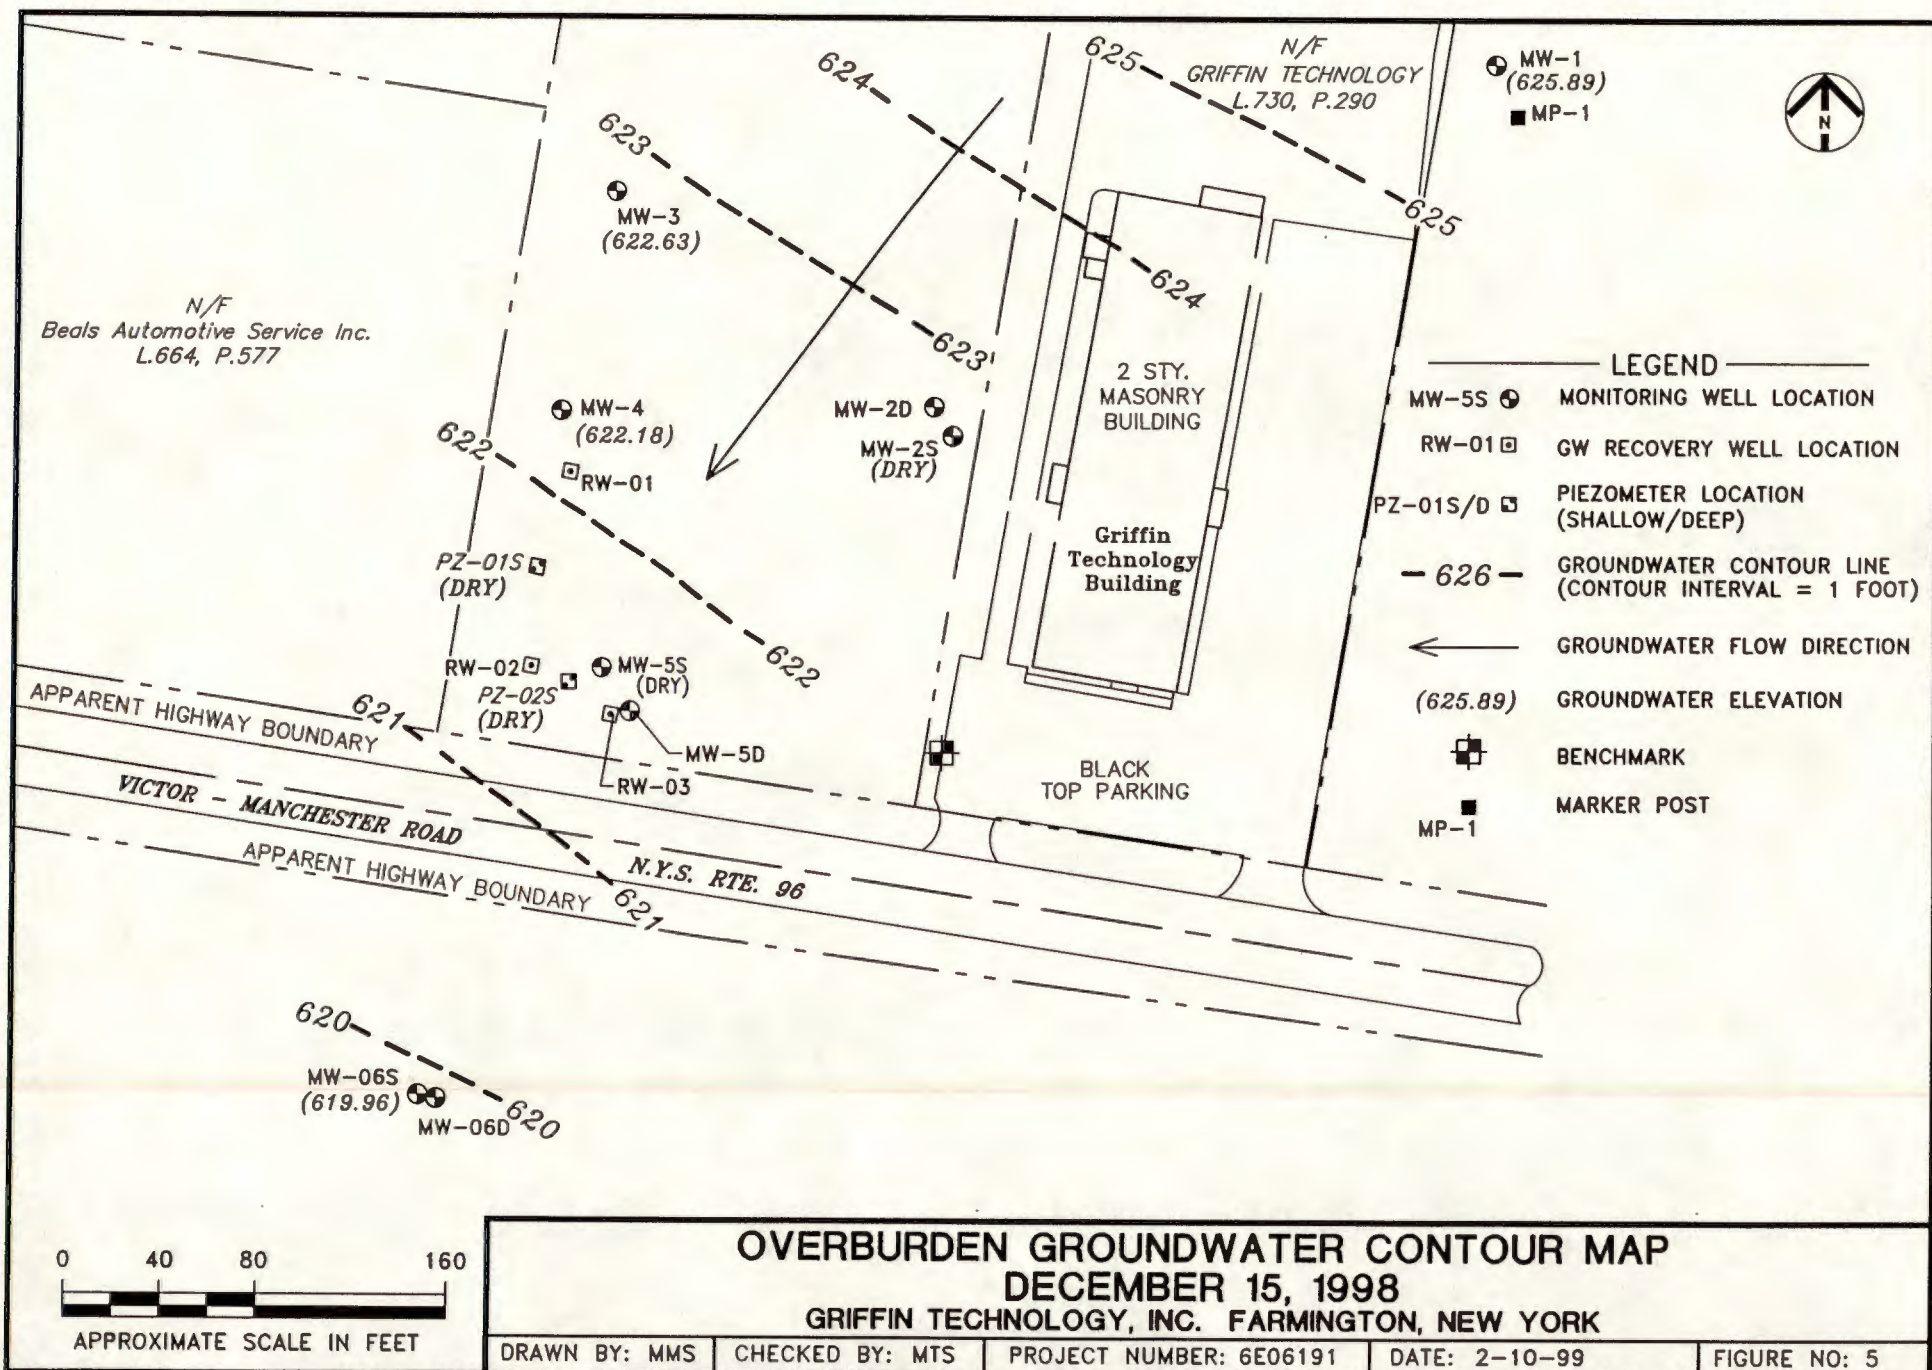 625
N/F
GRIFFIN TECHNOLOGY
L.730, P.290
MW-1
(625.89)
MP-1
N
624
623
MW-3
(622.63)
625
624
623
N/F
Beals Automotive Service Inc.
L.664, P.577
2 STY.
MASONRY
BUILDING
MW-4
(622.18)
RW-01
622
MW-2D
MW-2S
(DRY)
Griffin
Technology
Building
PZ-01S
(DRY)
622
RW-02
PZ-02S
(DRY)
MW-5S
(DRY)
MW-5D
RW-03
621
APPARENT HIGHWAY BOUNDARY
VICTOR - MANCHESTER ROAD
N.Y.S. RTE. 96
APPARENT HIGHWAY BOUNDARY
621
BLACK
TOP PARKING
620
MW-06S
(619.96)
MW-06D
620
LEGEND
MW-5S MONITORING WELL LOCATION
RW-01 GW RECOVERY WELL LOCATION
PZ-01S/D PIEZOMETER LOCATION
(SHALLOW/DEEP)
626 GROUNDWATER CONTOUR LINE
(CONTOUR INTERVAL = 1 FOOT)
GROUNDWATER FLOW DIRECTION
(625.89) GROUNDWATER ELEVATION
BENCHMARK
MARKER POST
MP-1
0 40 80 160
APPROXIMATE SCALE IN FEET
OVERBURDEN GROUNDWATER CONTOUR MAP
DECEMBER 15, 1998
GRIFFIN TECHNOLOGY, INC. FARMINGTON, NEW YORK
DRAWN BY: MMS CHECKED BY: MTS PROJECT NUMBER: 6E06191 DATE: 2-10-99 FIGURE NO: 5